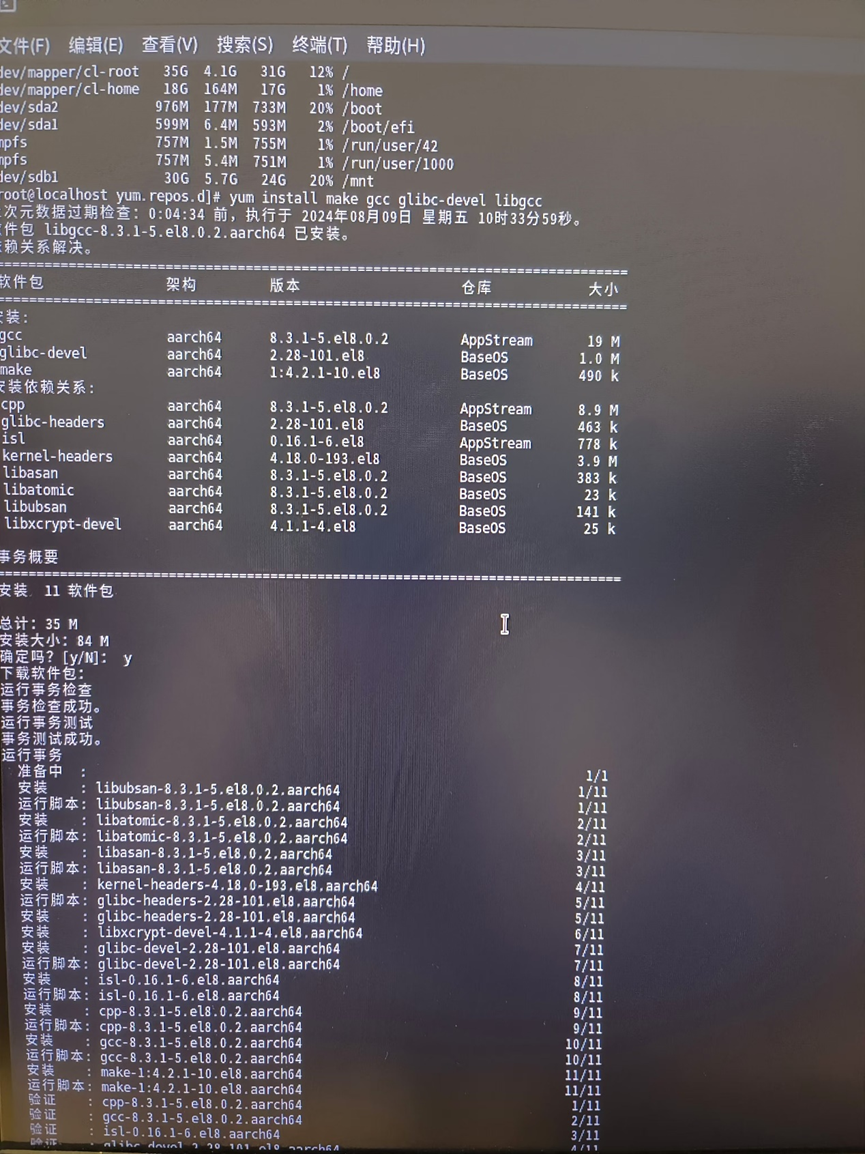 文件(F) 编辑(E) 查看(V) 搜索(S) 终端(T) 帮助(H)
dev/mapper/cl-root 35G 4.1G 31G 12% /
dev/mapper/cl-home 18G 164M 17G 1% /home
dev/sda2 976M 177M 733M 20% /boot
dev/sda1 599M 6.4M 593M 2% /boot/efi
mpfs 757M 1.5M 755M 1% /run/user/42
mpfs 757M 5.4M 751M 1% /run/user/1000
dev/sdb1 30G 5.7G 24G 20% /mnt
root@localhost yum.repos.d]# yum install make gcc glibc-devel libgcc
次元数据过期检查：0:04:34 前，执行于 2024年08月09日 星期五 10时33分59秒。
件包 libgcc-8.3.1-5.el8.0.2.aarch64 已安装。
赖关系解决。
================================================================================
软件包 架构 版本 仓库 大小
================================================================================
安装:
gcc aarch64 8.3.1-5.el8.0.2 AppStream 19 M
glibc-devel aarch64 2.28-101.el8 BaseOS 1.0 M
make aarch64 1:4.2.1-10.el8 BaseOS 490 k
安装依赖关系:
cpp aarch64 8.3.1-5.el8.0.2 AppStream 8.9 M
glibc-headers aarch64 2.28-101.el8 BaseOS 463 k
isl aarch64 0.16.1-6.el8 AppStream 778 k
kernel-headers aarch64 4.18.0-193.el8 BaseOS 3.9 M
libasan aarch64 8.3.1-5.el8.0.2 BaseOS 383 k
libatomic aarch64 8.3.1-5.el8.0.2 BaseOS 23 k
libubsan aarch64 8.3.1-5.el8.0.2 BaseOS 141 k
libxcrypt-devel aarch64 4.1.1-4.el8 BaseOS 25 k
事务概要
================================================================================
安装 11 软件包
总计：35 M
安装大小：84 M
确定吗？[y/N]： y
下载软件包：
运行事务检查
事务检查成功。
运行事务测试
事务测试成功。
运行事务
准备中 : 1/1
安装 : libubsan-8.3.1-5.el8.0.2.aarch64 1/11
运行脚本: libubsan-8.3.1-5.el8.0.2.aarch64 1/11
安装 : libatomic-8.3.1-5.el8.0.2.aarch64 2/11
运行脚本: libatomic-8.3.1-5.el8.0.2.aarch64 2/11
安装 : libasan-8.3.1-5.el8.0.2.aarch64 3/11
运行脚本: libasan-8.3.1-5.el8.0.2.aarch64 3/11
安装 : kernel-headers-4.18.0-193.el8.aarch64 4/11
运行脚本: glibc-headers-2.28-101.el8.aarch64 5/11
安装 : glibc-headers-2.28-101.el8.aarch64 5/11
安装 : libxcrypt-devel-4.1.1-4.el8.aarch64 6/11
安装 : glibc-devel-2.28-101.el8.aarch64 7/11
运行脚本: glibc-devel-2.28-101.el8.aarch64 7/11
安装 : isl-0.16.1-6.el8.aarch64 8/11
运行脚本: isl-0.16.1-6.el8.aarch64 8/11
安装 : cpp-8.3.1-5.el8.0.2.aarch64 9/11
运行脚本: cpp-8.3.1-5.el8.0.2.aarch64 9/11
安装 : gcc-8.3.1-5.el8.0.2.aarch64 10/11
运行脚本: gcc-8.3.1-5.el8.0.2.aarch64 10/11
安装 : make-1:4.2.1-10.el8.aarch64 11/11
运行脚本: make-1:4.2.1-10.el8.aarch64 11/11
验证 : cpp-8.3.1-5.el8.0.2.aarch64 1/11
验证 : gcc-8.3.1-5.el8.0.2.aarch64 2/11
验证 : isl-0.16.1-6.el8.aarch64 3/11
验证 : glibc-devel-2.28-101.el8.aarch64 4/11